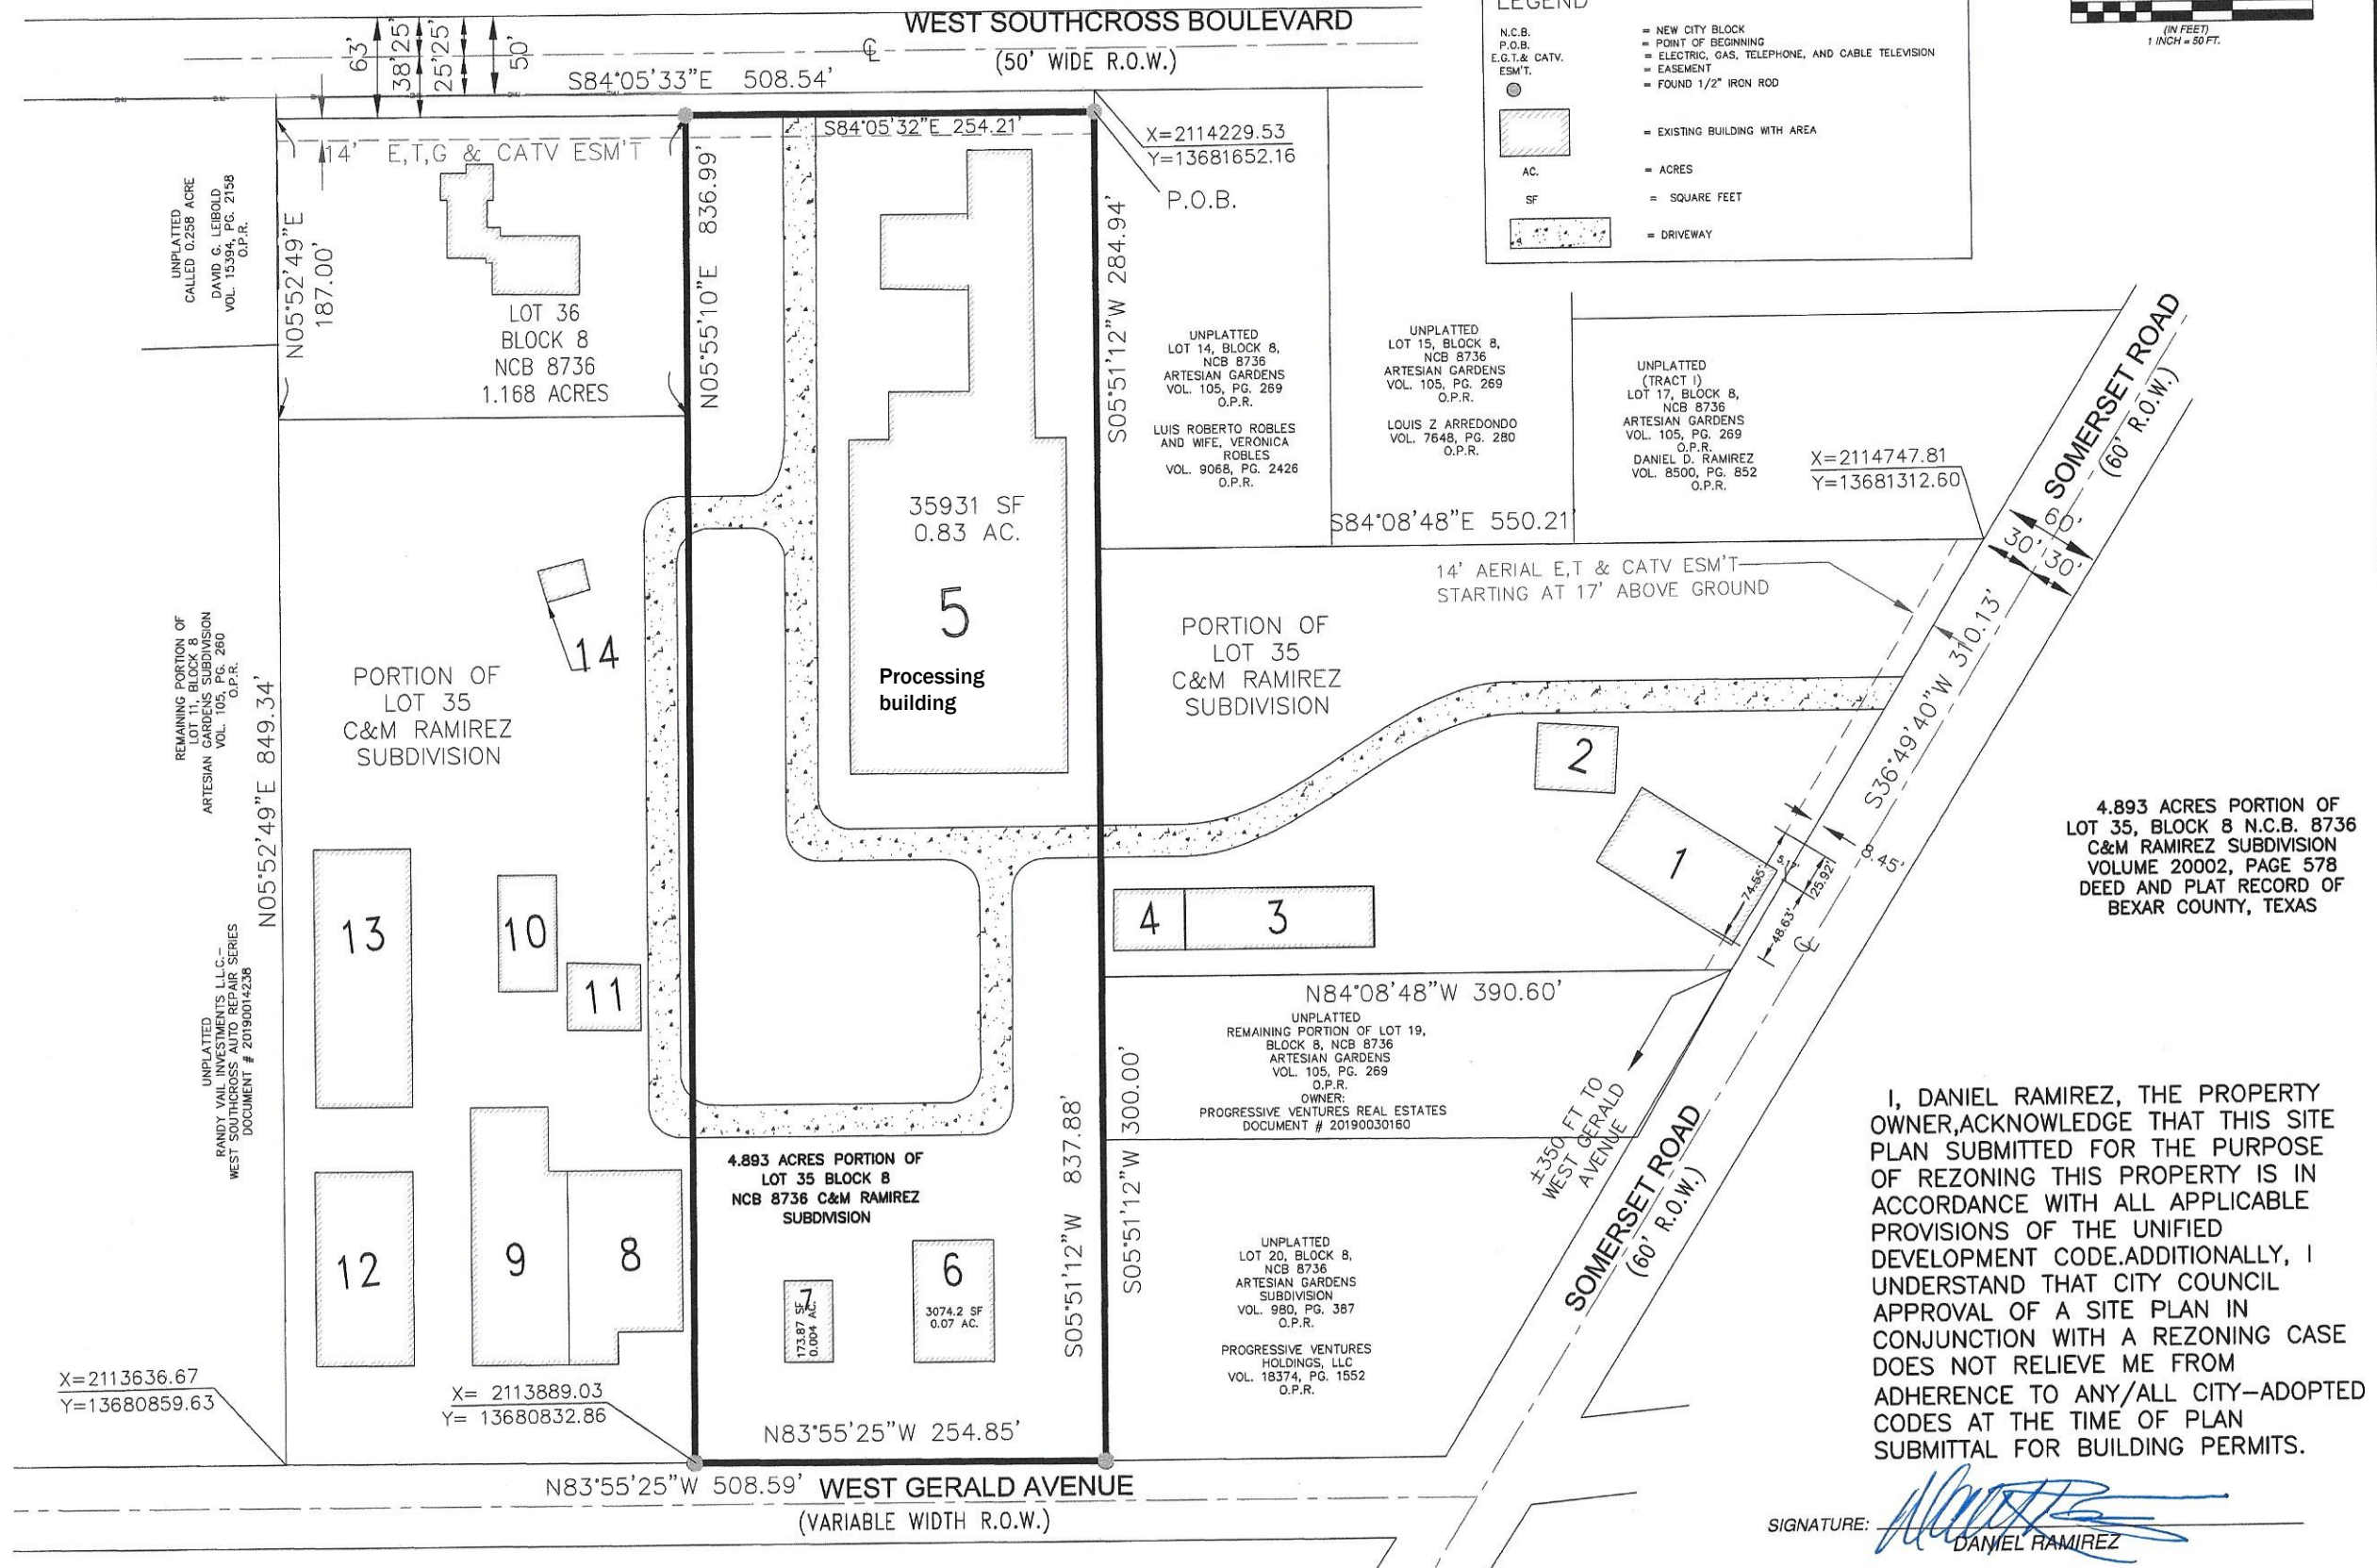 WEST SOUTHCROSS BOULEVARD
(50' WIDE R.O.W.)
63'
38'
25'
25'
25'
50'
℄
S84°05'33"E 508.54'
S84°05'32"E 254.21'
14' E,T,G & CATV ESM'T
X=2114229.53
Y=13681652.16
P.O.B.
LEGEND
N.C.B. = NEW CITY BLOCK
P.O.B. = POINT OF BEGINNING
E.G.T.& CATV. = ELECTRIC, GAS, TELEPHONE, AND CABLE TELEVISION
ESM'T. = EASEMENT
= FOUND 1/2" IRON ROD
= EXISTING BUILDING WITH AREA
AC. = ACRES
SF = SQUARE FEET
= DRIVEWAY
(IN FEET)
1 INCH = 50 FT.
UNPLATTED
CALLED 0.258 ACRE
DAVID G. LEIBOLD
VOL. 15394, PG. 2158
O.P.R.
N05°52'49"E
187.00'
LOT 36
BLOCK 8
NCB 8736
1.168 ACRES
N05°55'10"E 836.99'
S05°51'12"W 284.94'
UNPLATTED
LOT 14, BLOCK 8,
NCB 8736
ARTESIAN GARDENS
VOL. 105, PG. 269
O.P.R.
LUIS ROBERTO ROBLES
AND WIFE, VERONICA
ROBLES
VOL. 9068, PG. 2426
O.P.R.
UNPLATTED
LOT 15, BLOCK 8,
NCB 8736
ARTESIAN GARDENS
VOL. 105, PG. 269
O.P.R.
LOUIS Z ARREDONDO
VOL. 7648, PG. 280
O.P.R.
UNPLATTED
(TRACT I)
LOT 17, BLOCK 8,
NCB 8736
ARTESIAN GARDENS
VOL. 105, PG. 269
O.P.R.
DANIEL D. RAMIREZ
VOL. 8500, PG. 852
O.P.R.
X=2114747.81
Y=13681312.60
SOMERSET ROAD
(60' R.O.W.)
60'
30'
30'
S84°08'48"E 550.21'
14' AERIAL E,T & CATV ESM'T
STARTING AT 17' ABOVE GROUND
35931 SF
0.83 AC.
5
Processing
building
14
PORTION OF
LOT 35
C&M RAMIREZ
SUBDIVISION
PORTION OF
LOT 35
C&M RAMIREZ
SUBDIVISION
REMAINING PORTION OF
LOT 11, BLOCK 8
ARTESIAN GARDENS SUBDIVISION
VOL. 105, PG. 260
O.P.R.
N05°52'49"E 849.34'
S36°49'40"W 310.13'
2
1
74.55'
5.17'
25.92'
48.63'
8.45'
℄
4
3
4.893 ACRES PORTION OF
LOT 35, BLOCK 8 N.C.B. 8736
C&M RAMIREZ SUBDIVISION
VOLUME 20002, PAGE 578
DEED AND PLAT RECORD OF
BEXAR COUNTY, TEXAS
13
10
11
UNPLATTED
RANDY VAIL INVESTMENTS L.L.C.-
WEST SOUTHCROSS AUTO REPAIR SERIES
DOCUMENT # 20190014238
N84°08'48"W 390.60'
UNPLATTED
REMAINING PORTION OF LOT 19,
BLOCK 8, NCB 8736
ARTESIAN GARDENS
VOL. 105, PG. 269
O.P.R.
OWNER:
PROGRESSIVE VENTURES REAL ESTATES
DOCUMENT # 20190030160
S05°51'12"W 300.00'
S05°51'12"W 837.88'
±350 FT TO
WEST GERALD
AVENUE
SOMERSET ROAD
(60' R.O.W.)
4.893 ACRES PORTION OF
LOT 35 BLOCK 8
NCB 8736 C&M RAMIREZ
SUBDIVISION
12
9
8
7
173.87 SF
0.004 AC.
6
3074.2 SF
0.07 AC.
UNPLATTED
LOT 20, BLOCK 8,
NCB 8736
ARTESIAN GARDENS
SUBDIVISION
VOL. 980, PG. 387
O.P.R.
PROGRESSIVE VENTURES
HOLDINGS, LLC
VOL. 18374, PG. 1552
O.P.R.
X=2113636.67
Y=13680859.63
X= 2113889.03
Y= 13680832.86
N83°55'25"W 254.85'
N83°55'25"W 508.59'
WEST GERALD AVENUE
(VARIABLE WIDTH R.O.W.)
I, DANIEL RAMIREZ, THE PROPERTY
OWNER,ACKNOWLEDGE THAT THIS SITE
PLAN SUBMITTED FOR THE PURPOSE
OF REZONING THIS PROPERTY IS IN
ACCORDANCE WITH ALL APPLICABLE
PROVISIONS OF THE UNIFIED
DEVELOPMENT CODE.ADDITIONALLY, I
UNDERSTAND THAT CITY COUNCIL
APPROVAL OF A SITE PLAN IN
CONJUNCTION WITH A REZONING CASE
DOES NOT RELIEVE ME FROM
ADHERENCE TO ANY/ALL CITY-ADOPTED
CODES AT THE TIME OF PLAN
SUBMITTAL FOR BUILDING PERMITS.
SIGNATURE:
DANIEL RAMIREZ